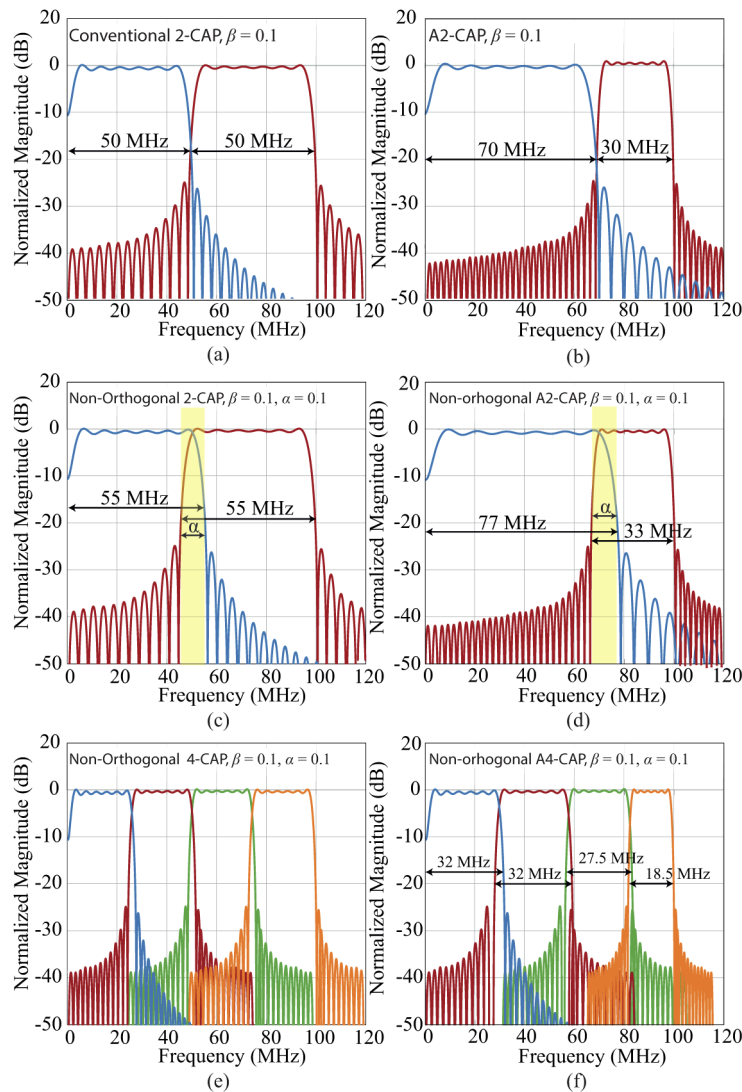 Conventional 2-CAP, β = 0.1
Normalized Magnitude (dB)
20
10
0
-10
-20
-30
-40
-50
50 MHz
50 MHz
0
20
40
60
80
100
120
Frequency (MHz)
(a)
A2-CAP, β = 0.1
Normalized Magnitude (dB)
20
10
0
-10
-20
-30
-40
-50
70 MHz
30 MHz
0
20
40
60
80
100
120
Frequency (MHz)
(b)
Non-Orthogonal 2-CAP, β = 0.1, α = 0.1
Normalized Magnitude (dB)
20
10
0
-10
-20
-30
-40
-50
55 MHz
55 MHz
α
0
20
40
60
80
100
120
Frequency (MHz)
(c)
Non-orhogonal A2-CAP, β = 0.1, α = 0.1
Normalized Magnitude (dB)
20
10
0
-10
-20
-30
-40
-50
α
77 MHz
33 MHz
0
20
40
60
80
100
120
Frequency (MHz)
(d)
Non-Orthogonal 4-CAP, β = 0.1, α = 0.1
Normalized Magnitude (dB)
20
10
0
-10
-20
-30
-40
-50
0
20
40
60
80
100
120
Frequency (MHz)
(e)
Non-orhogonal A4-CAP, β = 0.1, α = 0.1
Normalized Magnitude (dB)
20
10
0
-10
-20
-30
-40
-50
32 MHz
32 MHz
27.5 MHz
18.5 MHz
0
20
40
60
80
100
120
Frequency (MHz)
(f)